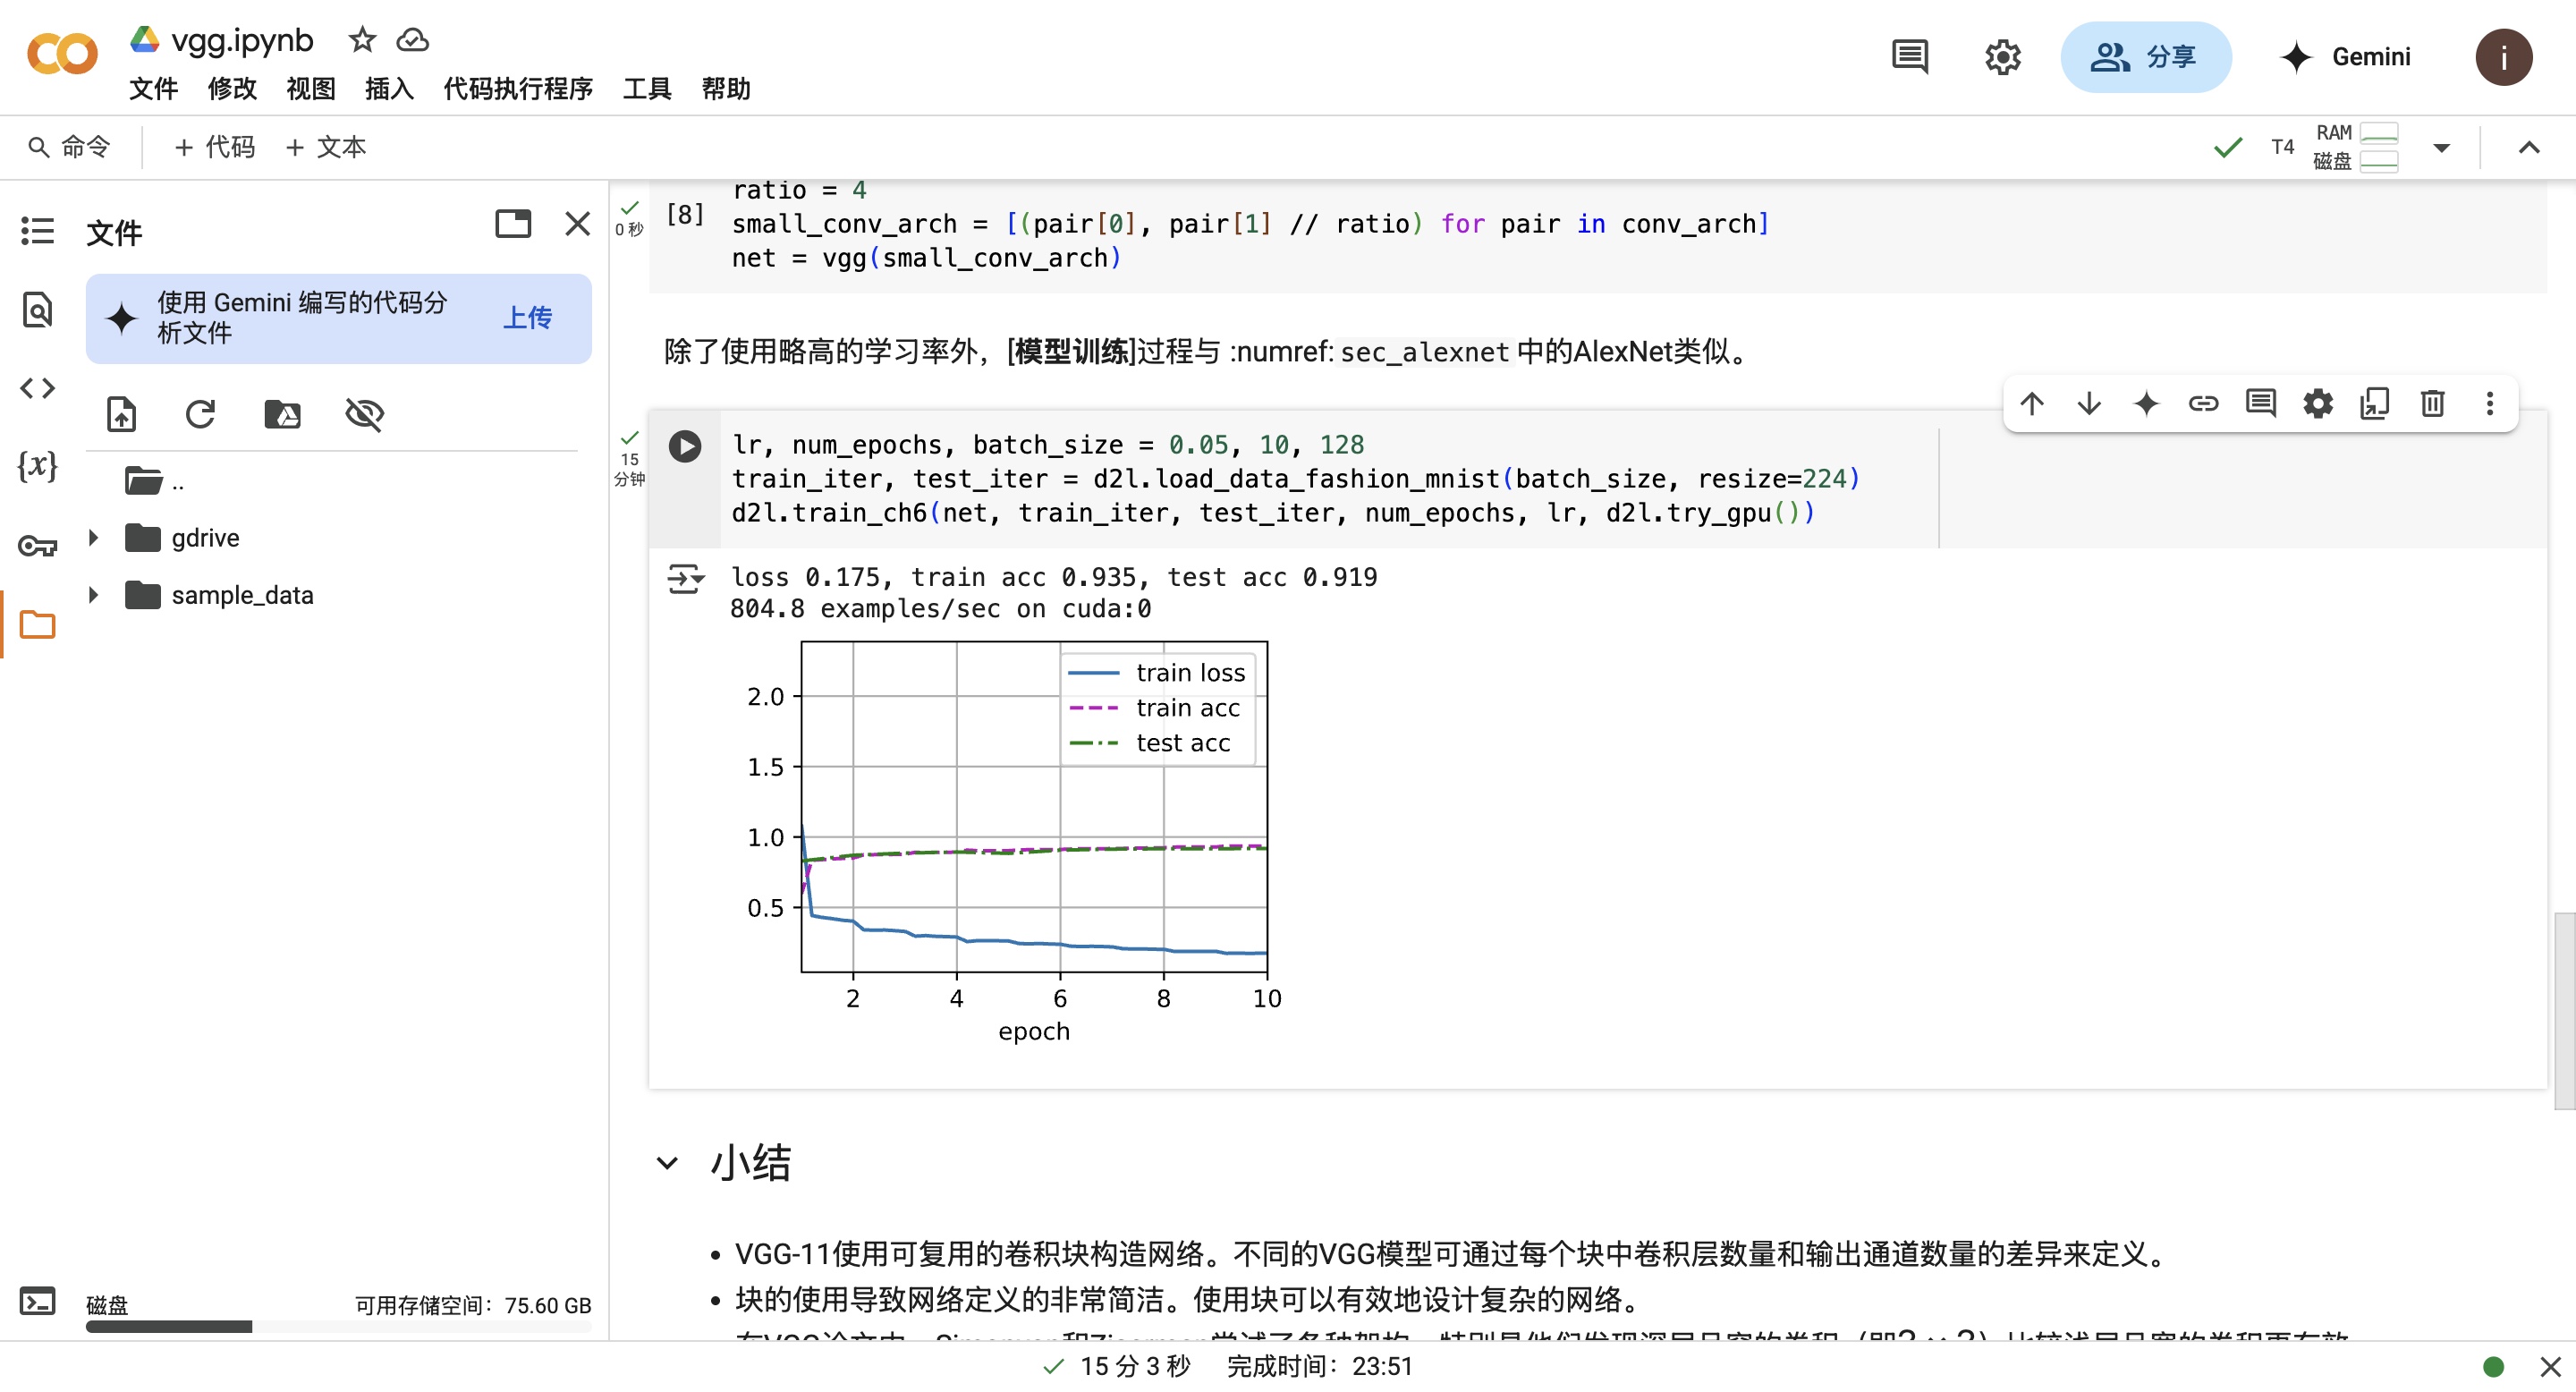 vgg.ipynb
文件 修改 视图 插入 代码执行程序 工具 帮助
分享
Gemini
i
命令
+ 代码 + 文本
T4
RAM
磁盘
文件
使用 Gemini 编写的代码分
析文件
上传
..
gdrive
sample_data
磁盘
可用存储空间：75.60 GB
0 秒
[8]
ratio = 4
small_conv_arch = [(pair[0], pair[1] // ratio) for pair in conv_arch]
net = vgg(small_conv_arch)
除了使用略高的学习率外，[模型训练]过程与 :numref:sec_alexnet中的AlexNet类似。
15
分钟
lr, num_epochs, batch_size = 0.05, 10, 128
train_iter, test_iter = d2l.load_data_fashion_mnist(batch_size, resize=224)
d2l.train_ch6(net, train_iter, test_iter, num_epochs, lr, d2l.try_gpu())
loss 0.175, train acc 0.935, test acc 0.919
804.8 examples/sec on cuda:0
train loss
train acc
test acc
2.0
1.5
1.0
0.5
2 4 6 8 10
epoch
小结
• VGG-11使用可复用的卷积块构造网络。不同的VGG模型可通过每个块中卷积层数量和输出通道数量的差异来定义。
• 块的使用导致网络定义的非常简洁。使用块可以有效地设计复杂的网络。
15 分 3 秒 完成时间：23:51